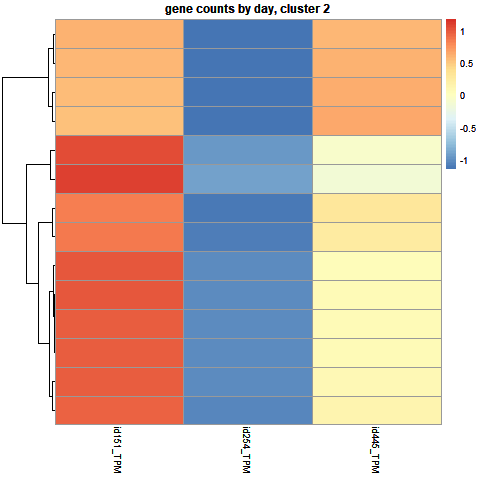 gene counts by day, cluster 2
1
0.5
0
-0.5
-1
id151_TPM
id254_TPM
id445_TPM